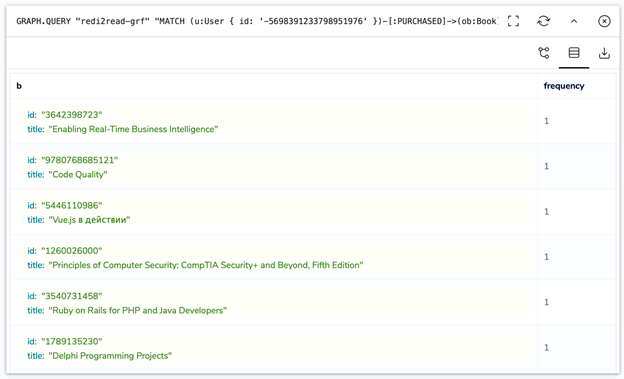 GRAPH.QUERY "redi2read-grf" "MATCH (u:User { id: '-5698391233798951976' })-[:PURCHASED]->(ob:Book
b frequency
id: "3642398723"
title: "Enabling Real-Time Business Intelligence"
1
id: "9780768685121"
title: "Code Quality"
1
id: "5446110986"
title: "Vue.js в действии"
1
id: "1260026000"
title: "Principles of Computer Security: CompTIA Security+ and Beyond, Fifth Edition"
1
id: "3540731458"
title: "Ruby on Rails for PHP and Java Developers"
1
id: "1789135230"
title: "Delphi Programming Projects"
1